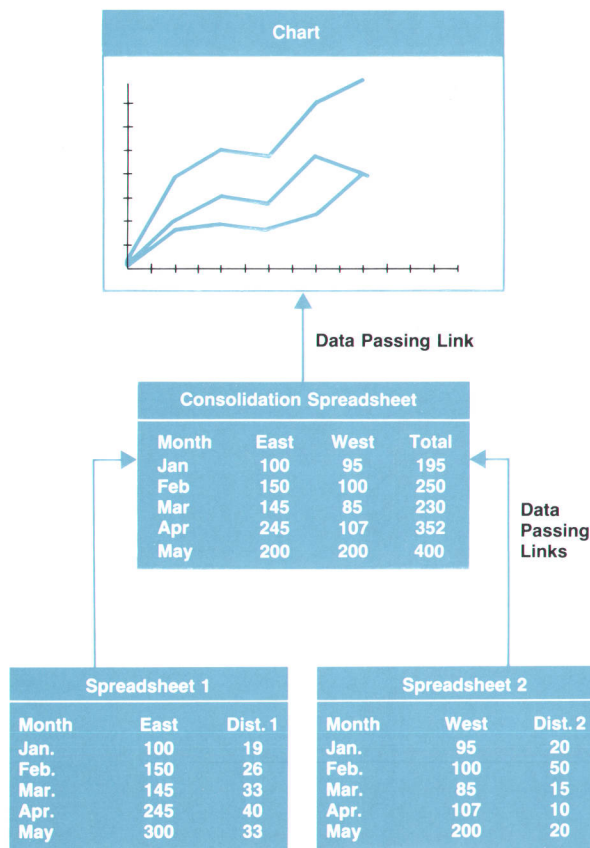 Chart
Data Passing Link
Consolidation Spreadsheet
Month East West Total
Jan 100 95 195
Feb 150 100 250
Mar 145 85 230
Apr 245 107 352
May 200 200 400
Data
Passing
Links
Spreadsheet 1
Month East Dist. 1
Jan. 100 19
Feb. 150 26
Mar. 145 33
Apr. 245 40
May 300 33
Spreadsheet 2
Month West Dist. 2
Jan. 95 20
Feb. 100 50
Mar. 85 15
Apr. 107 10
May 200 20